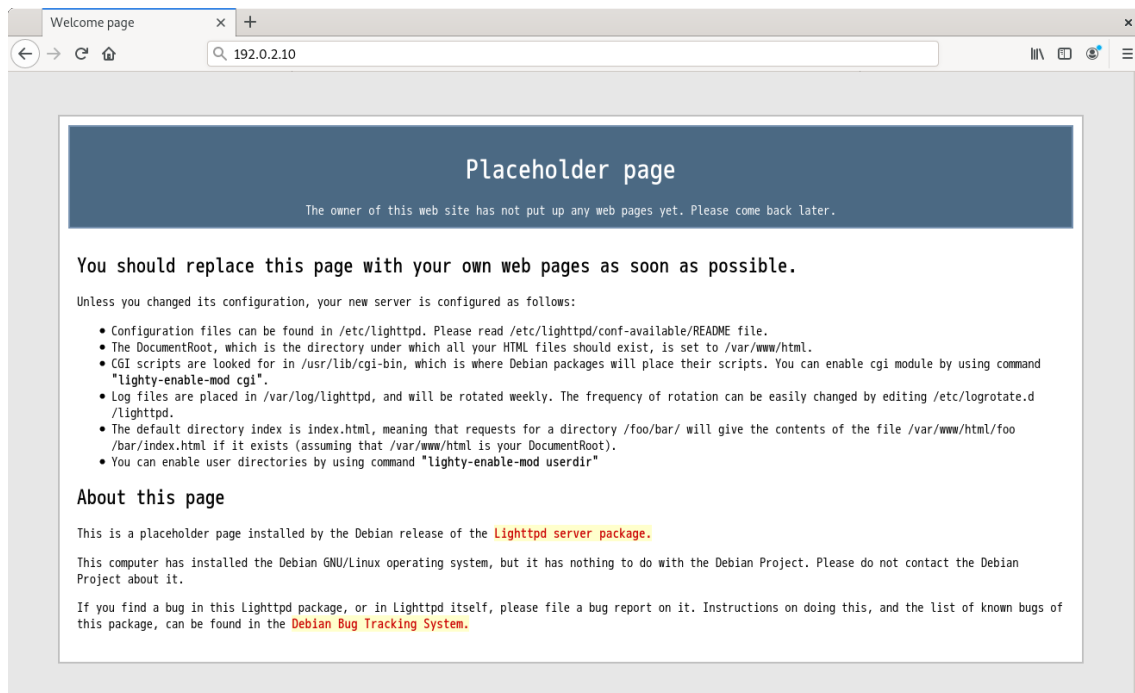 Welcome page
192.0.2.10
Placeholder page
The owner of this web site has not put up any web pages yet. Please come back later.
You should replace this page with your own web pages as soon as possible.
Unless you changed its configuration, your new server is configured as follows:
• Configuration files can be found in /etc/lighttpd. Please read /etc/lighttpd/conf-available/README file.
• The DocumentRoot, which is the directory under which all your HTML files should exist, is set to /var/www/html.
• CGI scripts are looked for in /usr/lib/cgi-bin, which is where Debian packages will place their scripts. You can enable cgi module by using command
"lighty-enable-mod cgi".
• Log files are placed in /var/log/lighttpd, and will be rotated weekly. The frequency of rotation can be easily changed by editing /etc/logrotate.d
/lighttpd.
• The default directory index is index.html, meaning that requests for a directory /foo/bar/ will give the contents of the file /var/www/html/foo
/bar/index.html if it exists (assuming that /var/www/html is your DocumentRoot).
• You can enable user directories by using command "lighty-enable-mod userdir"
About this page
This is a placeholder page installed by the Debian release of the Lighttpd server package.
This computer has installed the Debian GNU/Linux operating system, but it has nothing to do with the Debian Project. Please do not contact the Debian
Project about it.
If you find a bug in this Lighttpd package, or in Lighttpd itself, please file a bug report on it. Instructions on doing this, and the list of known bugs of
this package, can be found in the Debian Bug Tracking System.